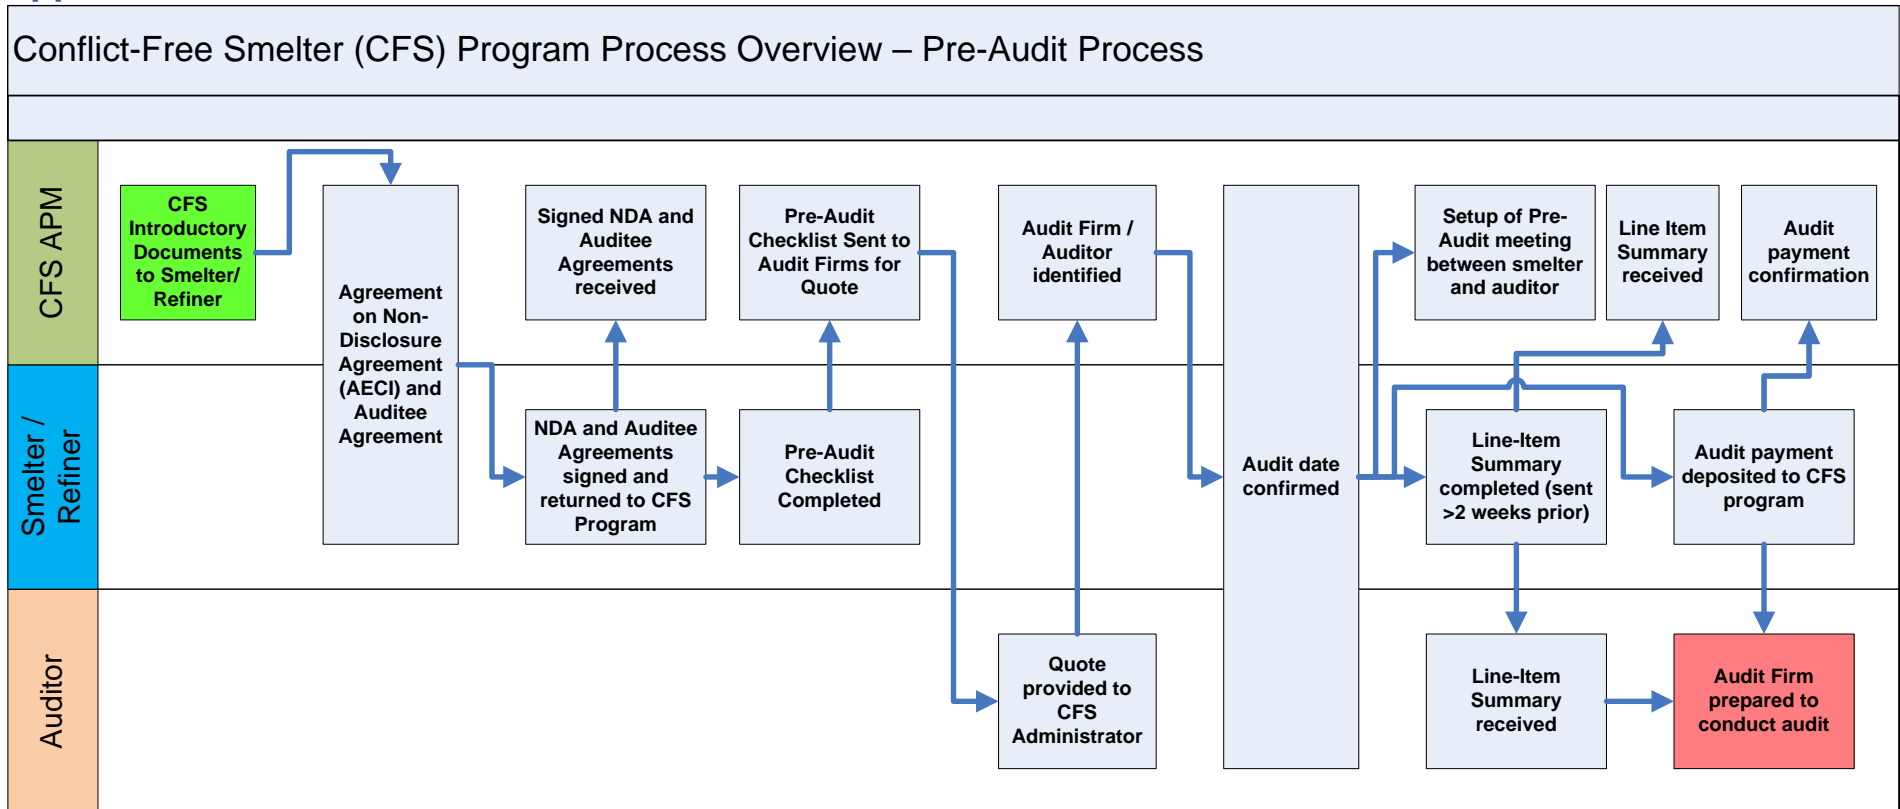 Conflict-Free Smelter (CFS) Program Process Overview – Pre-Audit Process
CFS APM
CFS
Introductory
Documents
to Smelter/
Refiner
Agreement
on Non-
Disclosure
Agreement
(AECI) and
Auditee
Agreement
Signed NDA and
Auditee
Agreements
received
Pre-Audit
Checklist Sent to
Audit Firms for
Quote
Audit Firm /
Auditor
identified
Setup of Pre-
Audit meeting
between smelter
and auditor
Line Item
Summary
received
Audit
payment
confirmation
Smelter /
Refiner
NDA and Auditee
Agreements
signed and
returned to CFS
Program
Pre-Audit
Checklist
Completed
Audit date
confirmed
Line-Item
Summary
completed (sent
>2 weeks prior)
Audit payment
deposited to CFS
program
Auditor
Quote
provided to
CFS
Administrator
Line-Item
Summary
received
Audit Firm
prepared to
conduct audit